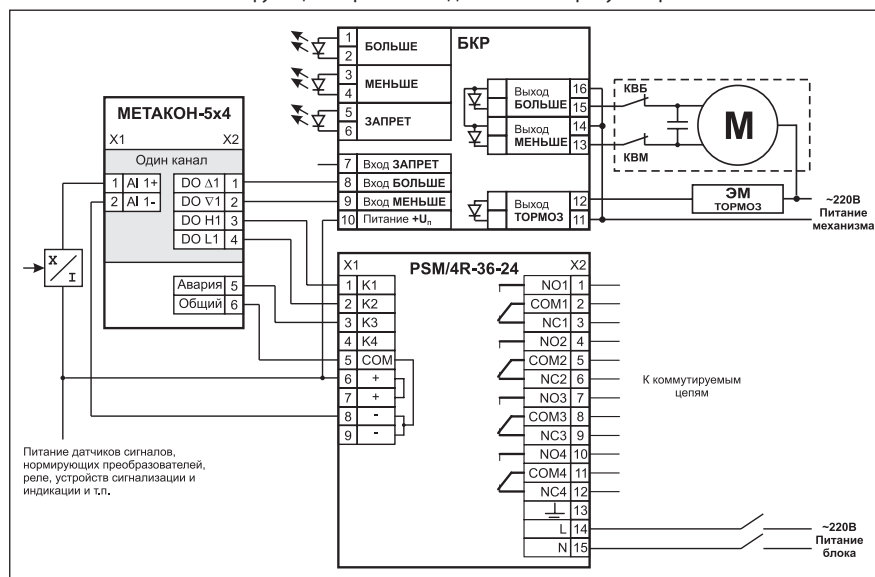 МЕТАКОН-5х4
X1
X2
Один канал
1 AI 1+
2 AI 1-
DO Δ1 1
DO ∇1 2
DO H1 3
DO L1 4
Авария 5
Общий 6
X
I
Питание датчиков сигналов,
нормирующих преобразователей,
реле, устройств сигнализации и
индикации и т.п.
БКР
1
2
БОЛЬШЕ
3
4
МЕНЬШЕ
5
6
ЗАПРЕТ
7 Вход ЗАПРЕТ
8 Вход БОЛЬШЕ
9 Вход МЕНЬШЕ
10 Питание +Uп
Выход
БОЛЬШЕ
16
15
Выход
МЕНЬШЕ
14
13
Выход
ТОРМОЗ
12
11
КВБ
КВМ
М
ЭМ
ТОРМОЗ
~220В
Питание
механизма
X1
PSM/4R-36-24
X2
1 K1
2 K2
3 K3
4 K4
5 COM
6 +
7 +
8 -
9 -
NO1 1
COM1 2
NC1 3
NO2 4
COM2 5
NC2 6
NO3 7
COM3 8
NC3 9
NO4 10
COM4 11
NC4 12
13
L 14
N 15
К коммутируемым
цепям
~220В
Питание
блока